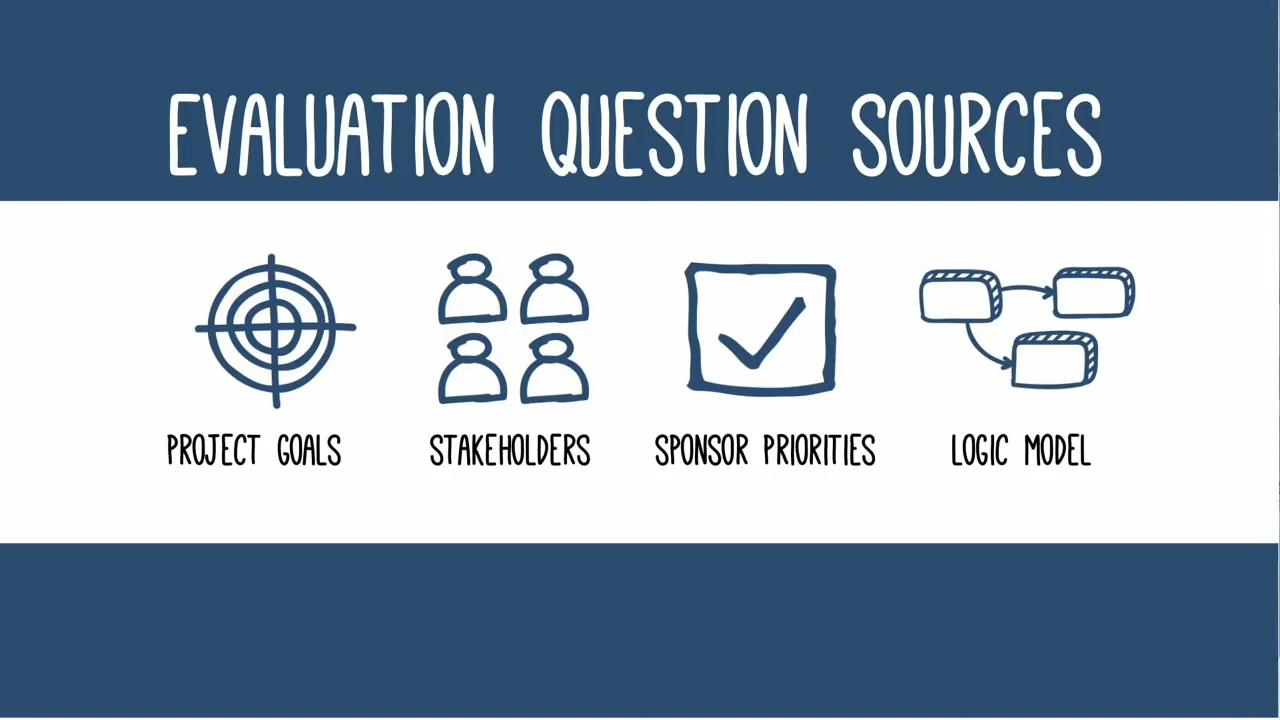 EVALUATION QUESTION SOURCES
PROJECT GOALS
STAKEHOLDERS
SPONSOR PRIORITIES
LOGIC MODEL